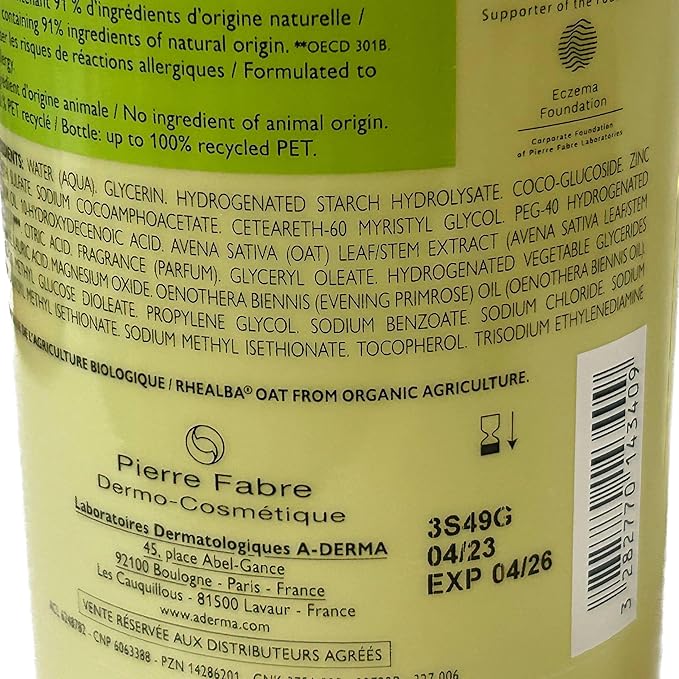 91 % d'ingrédients d'origine naturelle /
containing 91% ingredients of natural origin. **OECD 301B.
les risques de réactions allergiques / Formulated to
d'origine animale / No ingredient of animal origin.
PET recyclé / Bottle: up to 100% recycled PET.
Supporter of the
Eczema
Foundation
Corporate Foundation
of Pierre Fabre Laboratories
WATER (AQUA). GLYCERIN. HYDROGENATED STARCH HYDROLYSATE. COCO-GLUCOSIDE. ZINC
SODIUM COCOAMPHOACETATE. CETEARETH-60 MYRISTYL GLYCOL. PEG-40 HYDROGENATED
10-HYDROXYDECENOIC ACID. AVENA SATIVA (OAT) LEAF/STEM EXTRACT (AVENA SATIVA LEAF/STEM
CITRIC ACID. FRAGRANCE (PARFUM). GLYCERYL OLEATE. HYDROGENATED VEGETABLE GLYCERIDES
ACID. MAGNESIUM OXIDE. OENOTHERA BIENNIS (EVENING PRIMROSE) OIL (OENOTHERA BIENNIS OIL).
METHYL GLUCOSE DIOLEATE. PROPYLENE GLYCOL. SODIUM BENZOATE. SODIUM CHLORIDE. SODIUM
METHYL ISETHIONATE. SODIUM METHYL ISETHIONATE. TOCOPHEROL. TRISODIUM ETHYLENEDIAMINE
DE L'AGRICULTURE BIOLOGIQUE / RHEALBA® OAT FROM ORGANIC AGRICULTURE.
Pierre Fabre
Dermo-Cosmétique
Laboratoires Dermatologiques A-DERMA
45, place Abel-Gance
92100 Boulogne - Paris - France
Les Cauquillous - 81500 Lavaur - France
www.aderma.com
VENTE RÉSERVÉE AUX DISTRIBUTEURS AGRÉÉS
ACL 6248782 - CNP 6063388 - PZN 14286201
3S49G
04/23
EXP 04/26
3 282770 143409